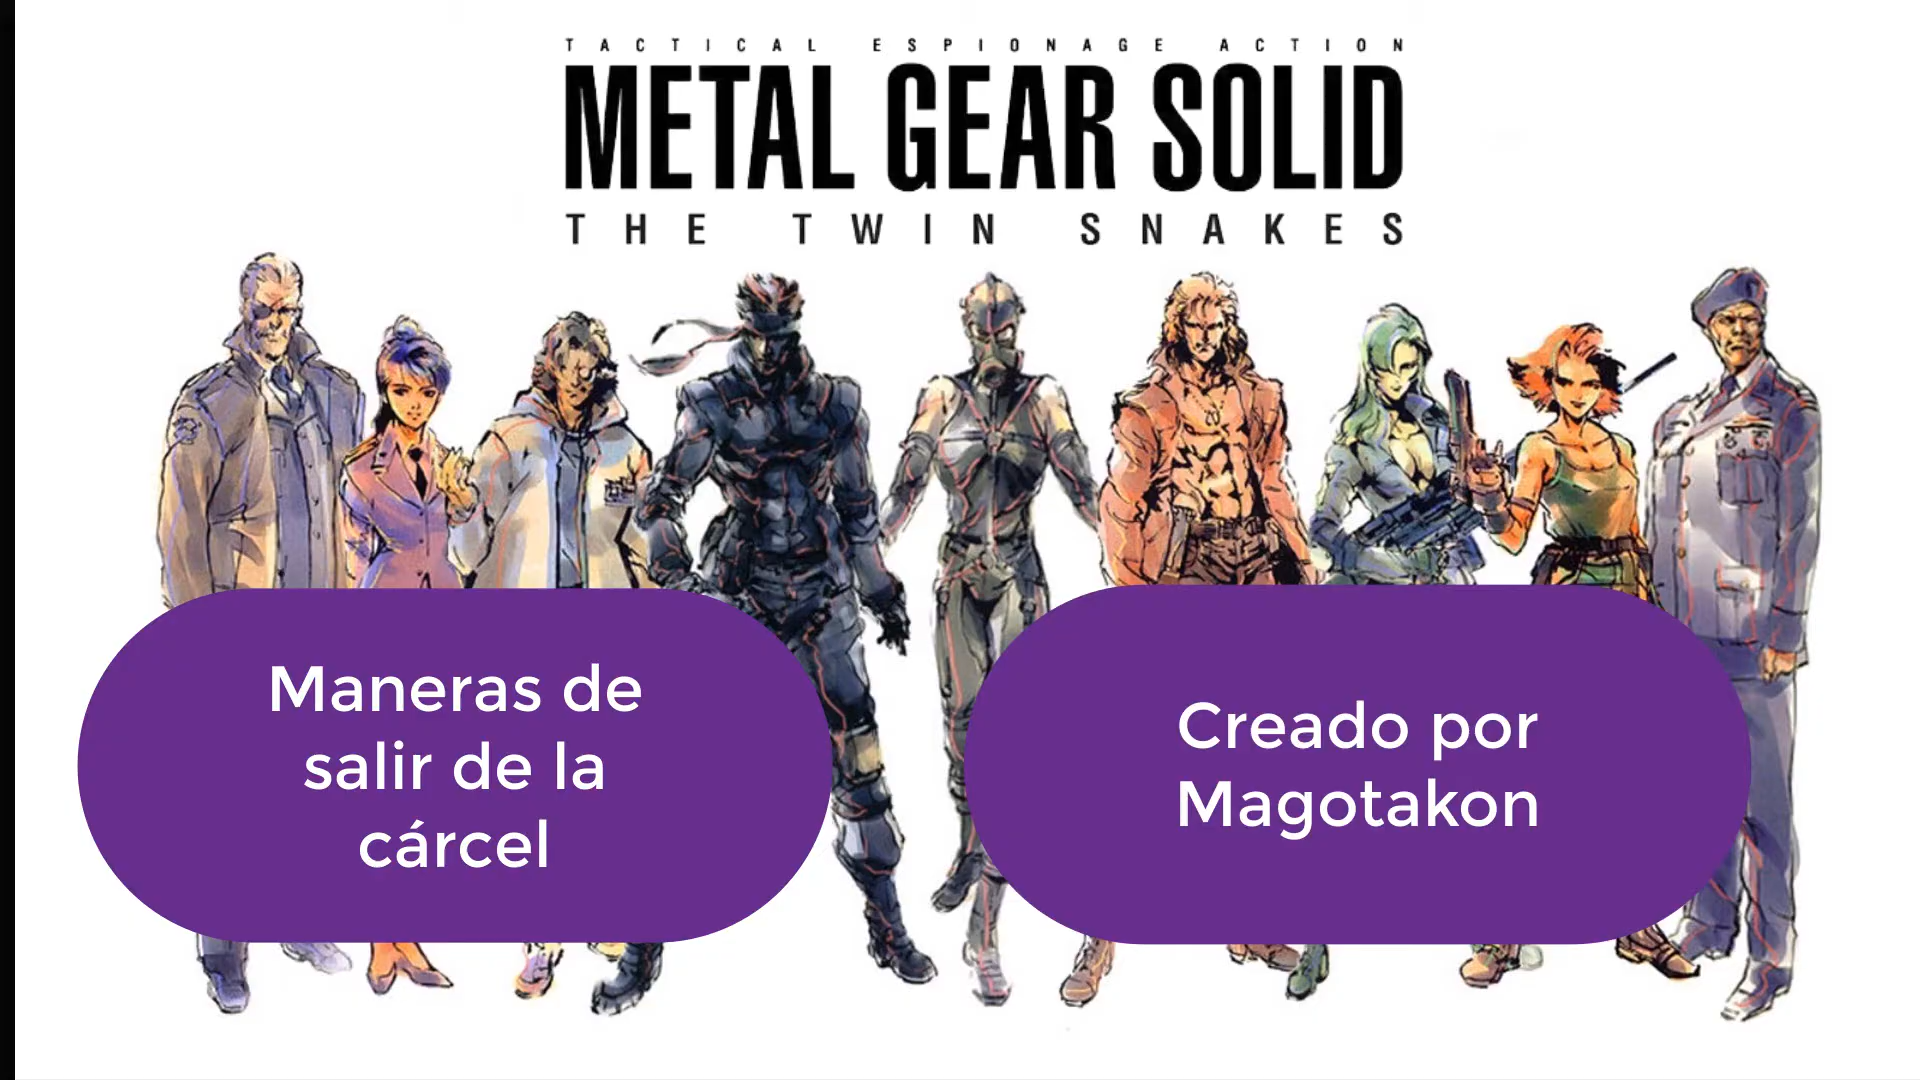 TACTICAL ESPIONAGE ACTION
METAL GEAR SOLID
THE TWIN SNAKES
Maneras de
salir de la
cárcel
Creado por
Magotakon